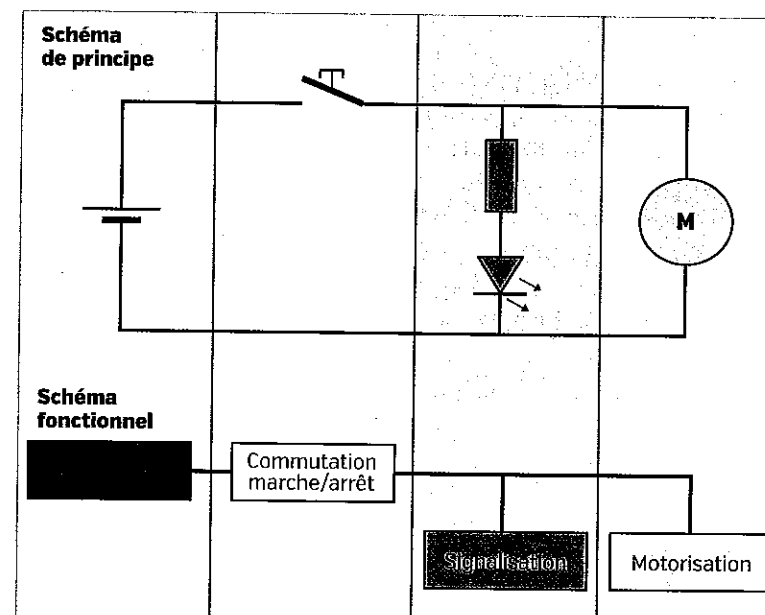 Schéma
de principe
M
Schéma
fonctionnel
Commutation
marche/arrêt
Signalisation
Motorisation